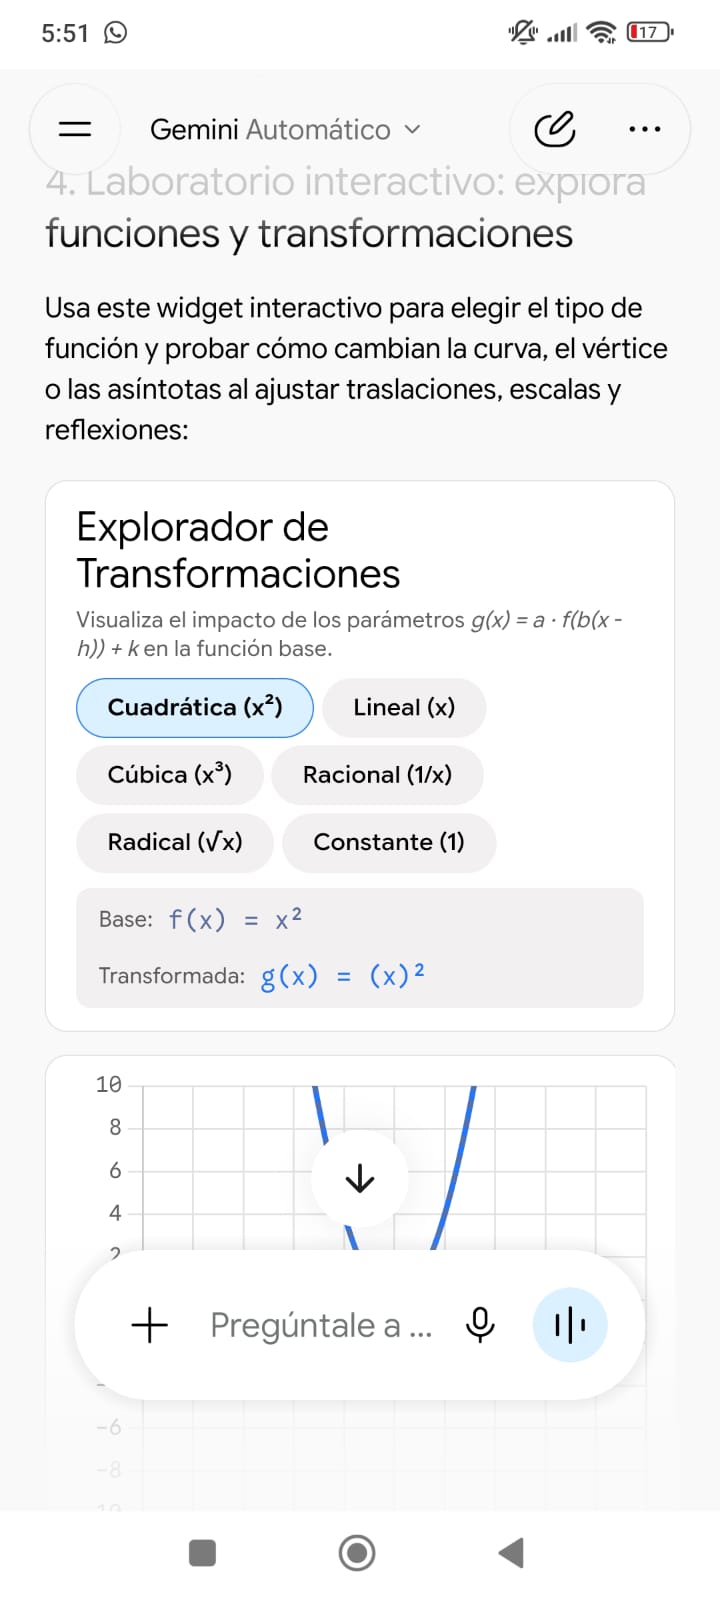 5:51
17
Gemini Automático
4. Laboratorio interactivo: explora
funciones y transformaciones
Usa este widget interactivo para elegir el tipo de
función y probar cómo cambian la curva, el vértice
o las asíntotas al ajustar traslaciones, escalas y
reflexiones:
Explorador de
Transformaciones
Visualiza el impacto de los parámetros g(x) = a · f(b(x -
h)) + k en la función base.
Cuadrática (x²) Lineal (x)
Cúbica (x³) Racional (1/x)
Radical (√x) Constante (1)
Base: f(x) = x²
Transformada: g(x) = (x)²
10
8
6
4
2
Pregúntale a ...
-6
-8